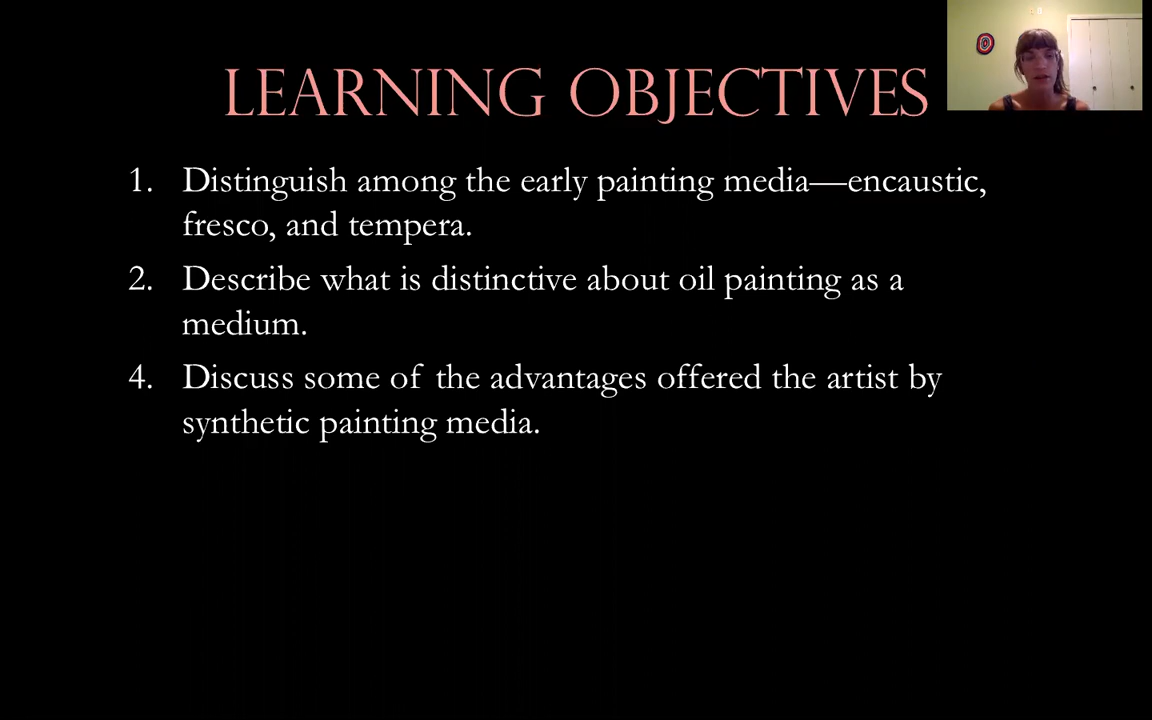 LEARNING OBJECTIVES
1. Distinguish among the early painting media—encaustic,
fresco, and tempera.
2. Describe what is distinctive about oil painting as a
medium.
4. Discuss some of the advantages offered the artist by
synthetic painting media.